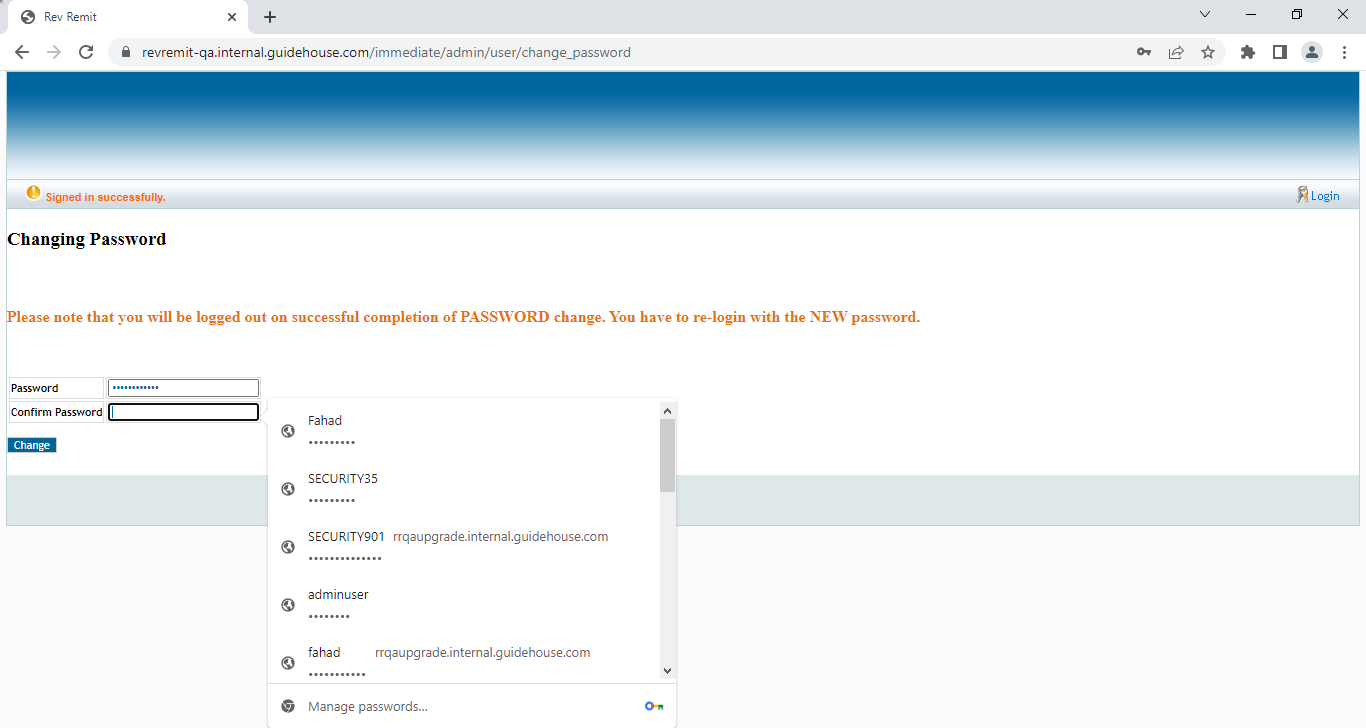 Rev Remit
revremit-qa.internal.guidehouse.com/immediate/admin/user/change_password
Signed in successfully.
Login
Changing Password
Please note that you will be logged out on successful completion of PASSWORD change. You have to re-login with the NEW password.
Password ••••••••••••
Confirm Password
Change
Fahad
•••••••••
SECURITY35
•••••••••
SECURITY901 rrqaupgrade.internal.guidehouse.com
••••••••••••••
adminuser
••••••••
fahad rrqaupgrade.internal.guidehouse.com
•••••••••••
Manage passwords...